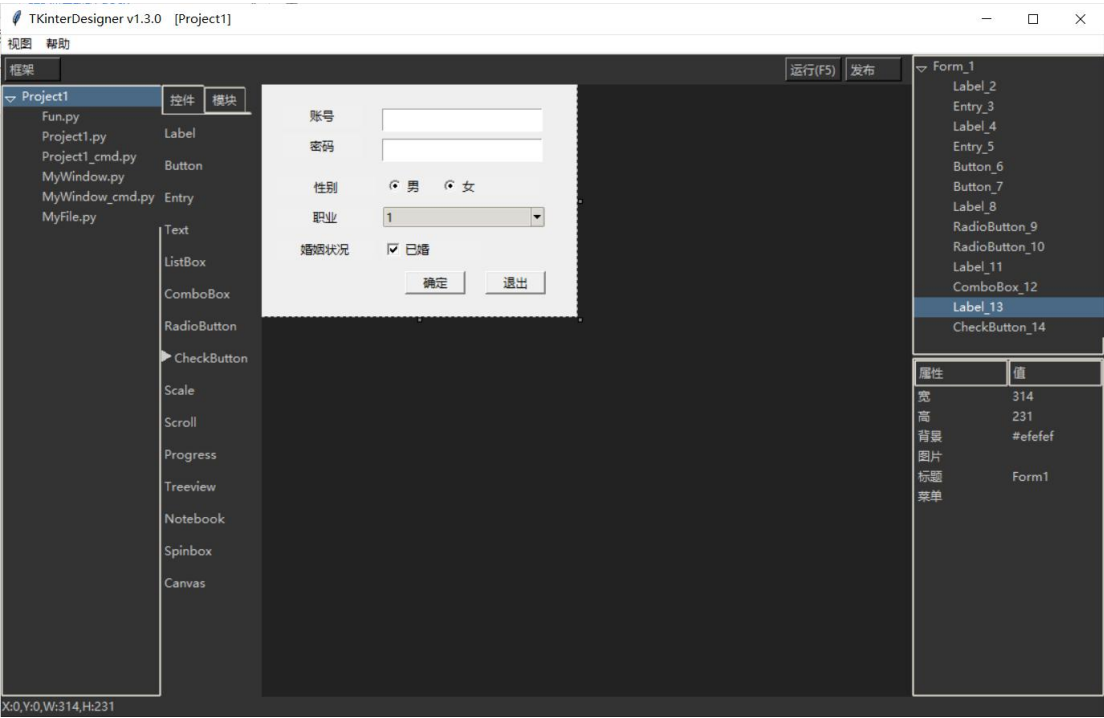 TKinterDesigner v1.3.0 [Project1]
视图 帮助
框架 运行(F5) 发布
Project1
Fun.py
Project1.py
Project1_cmd.py
MyWindow.py
MyWindow_cmd.py
MyFile.py
控件 模块
Label
Button
Entry
Text
ListBox
ComboBox
RadioButton
CheckButton
Scale
Scroll
Progress
Treeview
Notebook
Spinbox
Canvas
账号
密码
性别 男 女
职业 1
婚姻状况 已婚
确定 退出
Form_1
Label_2
Entry_3
Label_4
Entry_5
Button_6
Button_7
Label_8
RadioButton_9
RadioButton_10
Label_11
ComboBox_12
Label_13
CheckButton_14
属性 值
宽 314
高 231
背景 #efefef
图片
标题 Form1
菜单
X:0,Y:0,W:314,H:231